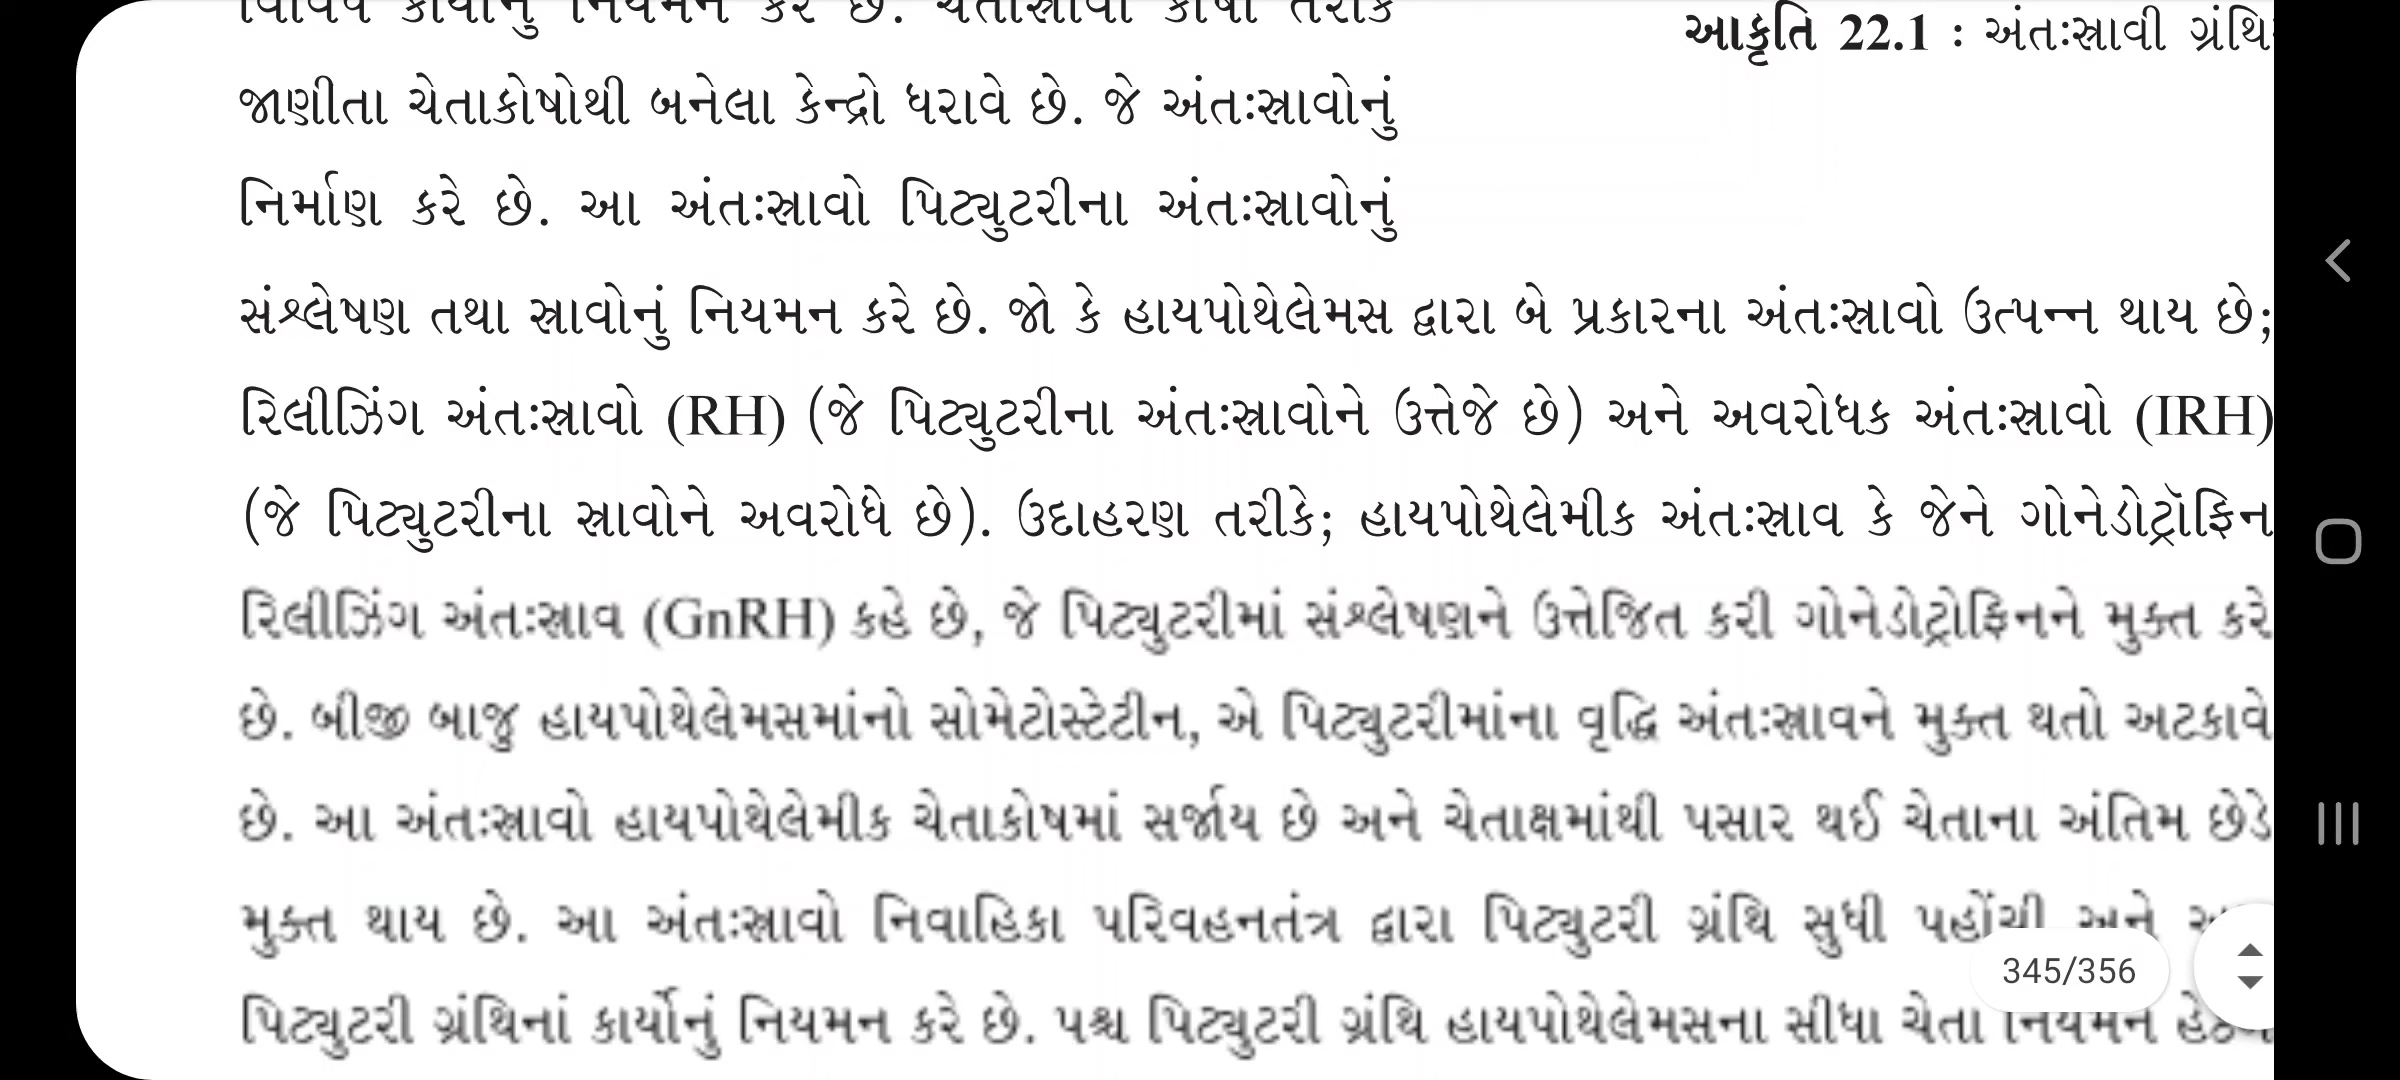 આકૃતિ 22.1 : અંતઃસ્રાવી ગ્રંથિ
જાણીતા ચેતાકોષોથી બનેલા કેન્દ્રો ધરાવે છે. જે અંતઃસ્રાવોનું
નિર્માણ કરે છે. આ અંતઃસ્રાવો પિટ્યુટરીના અંતઃસ્રાવોનું
સંશ્લેષણ તથા સ્રાવોનું નિયમન કરે છે. જો કે હાયપોથેલેમસ દ્વારા બે પ્રકારના અંતઃસ્રાવો ઉત્પન્ન થાય છે;
રિલીઝિંગ અંતઃસ્રાવો (RH) (જે પિટ્યુટરીના અંતઃસ્રાવોને ઉત્તેજે છે) અને અવરોધક અંતઃસ્રાવો (IRH)
(જે પિટ્યુટરીના સ્રાવોને અવરોધે છે). ઉદાહરણ તરીકે; હાયપોથેલેમીક અંતઃસ્રાવ કે જેને ગોનેડોટ્રૉફિન
રિલીઝિંગ અંતઃસ્રાવ (GnRH) કહે છે, જે પિટ્યુટરીમાં સંશ્લેષણને ઉત્તેજિત કરી ગોનેડોટ્રોફિનને મુક્ત કરે
છે. બીજી બાજુ હાયપોથેલેમસમાંનો સોમેટોસ્ટેટીન, એ પિટ્યુટરીમાંના વૃદ્ધિ અંતઃસ્રાવને મુક્ત થતો અટકાવે
છે. આ અંતઃસ્રાવો હાયપોથેલેમીક ચેતાકોષમાં સર્જાય છે અને ચેતાક્ષમાંથી પસાર થઈ ચેતાના અંતિમ છેડે
મુક્ત થાય છે. આ અંતઃસ્રાવો નિવાહિકા પરિવહનતંત્ર દ્વારા પિટ્યુટરી ગ્રંથિ સુધી પહોંચી અને
345/356
પિટ્યુટરી ગ્રંથિનાં કાર્યોનું નિયમન કરે છે. પશ્ચ પિટ્યુટરી ગ્રંથિ હાયપોથેલેમસના સીધા ચેતા નિયમન